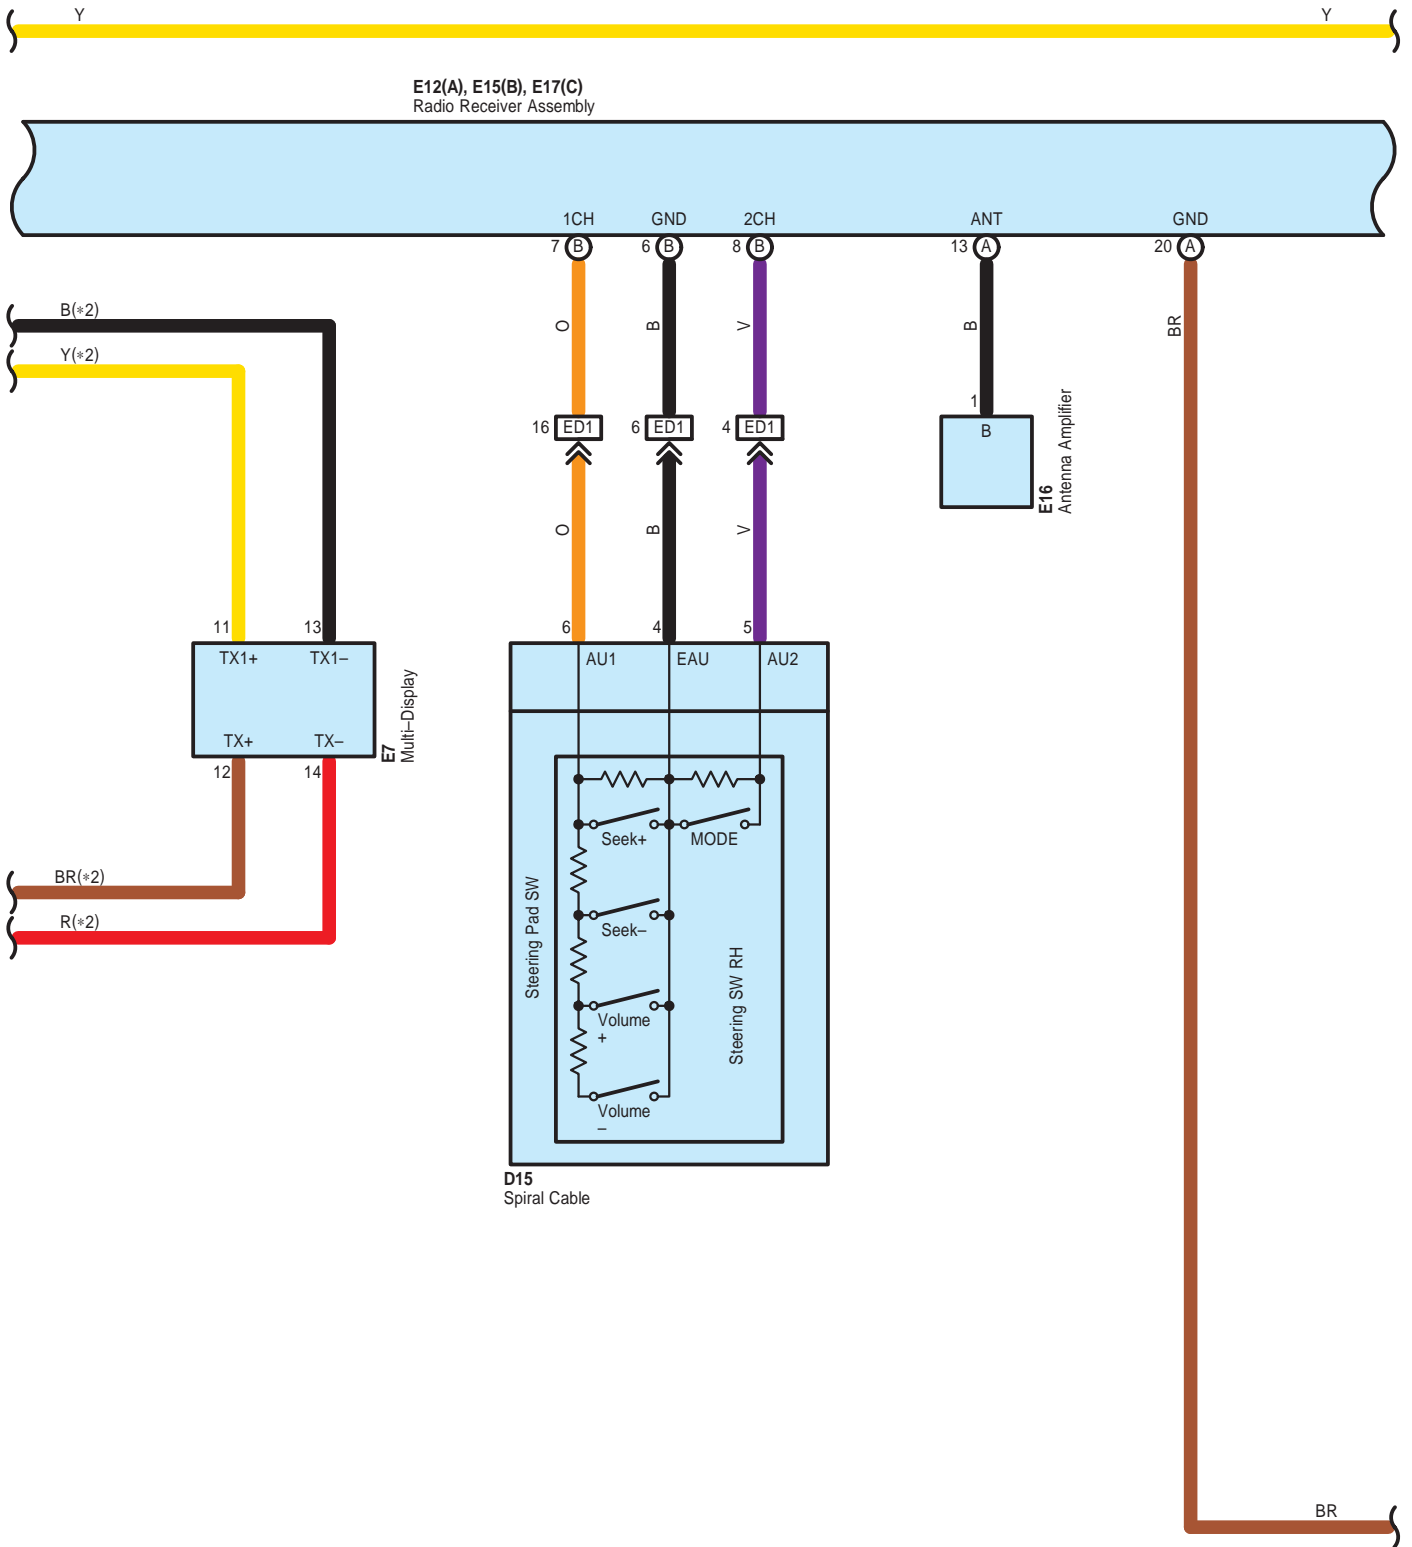 Y
Y
E12(A), E15(B), E17(C)
Radio Receiver Assembly
1CH
GND
2CH
ANT
GND
7 B
6 B
8 B
13 A
20 A
B(*2)
Y(*2)
O
B
V
B
BR
16 ED1
6 ED1
4 ED1
1
B
E16
Antenna Amplifier
O
B
V
11
13
TX1+
TX1–
TX+
TX–
12
14
E7
Multi–Display
6
4
5
AU1
EAU
AU2
BR(*2)
R(*2)
Seek+
MODE
Seek–
Volume
+
Volume
–
Steering Pad SW
Steering SW RH
D15
Spiral Cable
BR